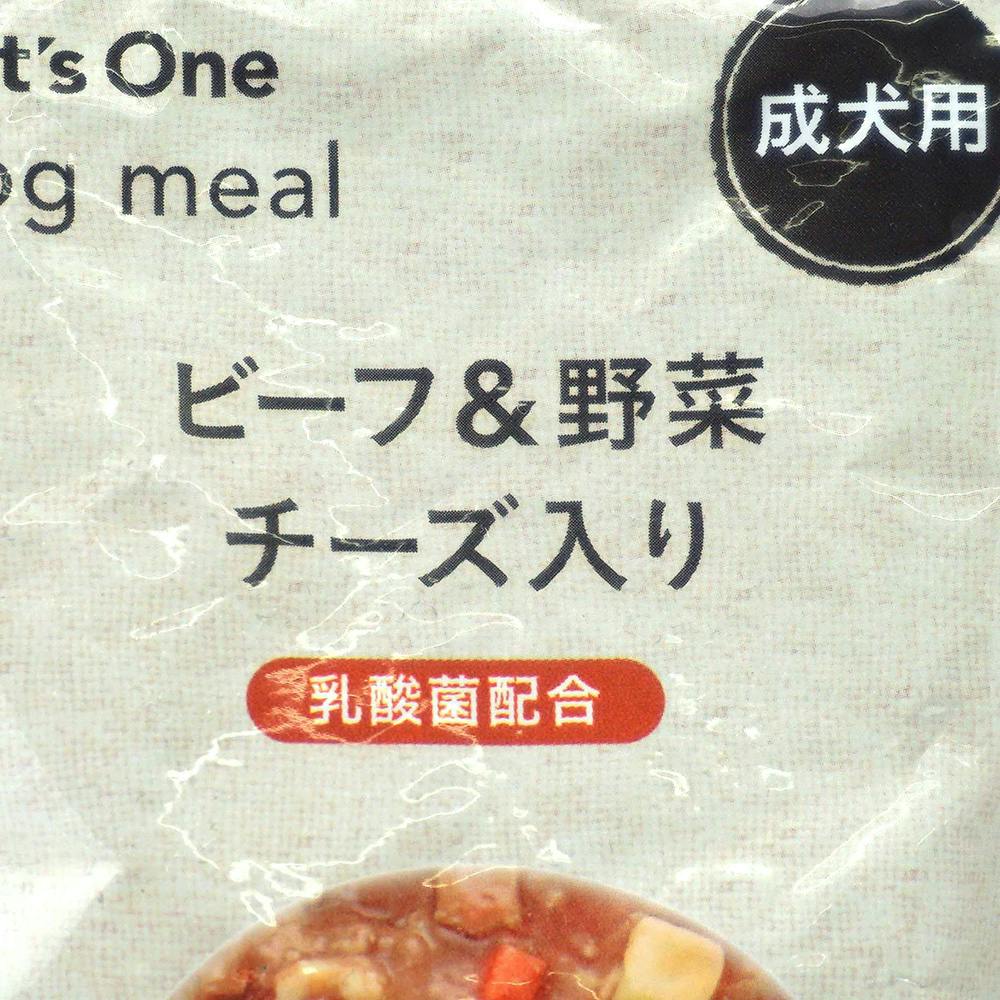 t's One
og meal
成犬用
ビーフ&野菜
チーズ入り
乳酸菌配合